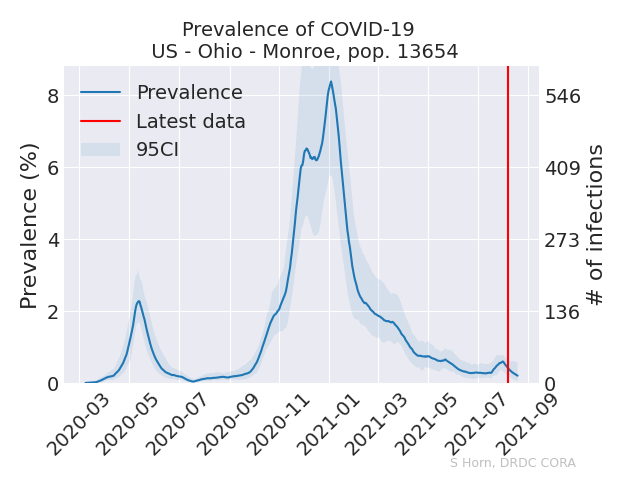 Prevalence of COVID-19
US - Ohio - Monroe, pop. 13654
Prevalence
Latest data
95CI
Prevalence (%)
8
6
4
2
0
546
409
273
136
0
# of infections
2020-03
2020-05
2020-07
2020-09
2020-11
2021-01
2021-03
2021-05
2021-07
2021-09
S Horn, DRDC CORA